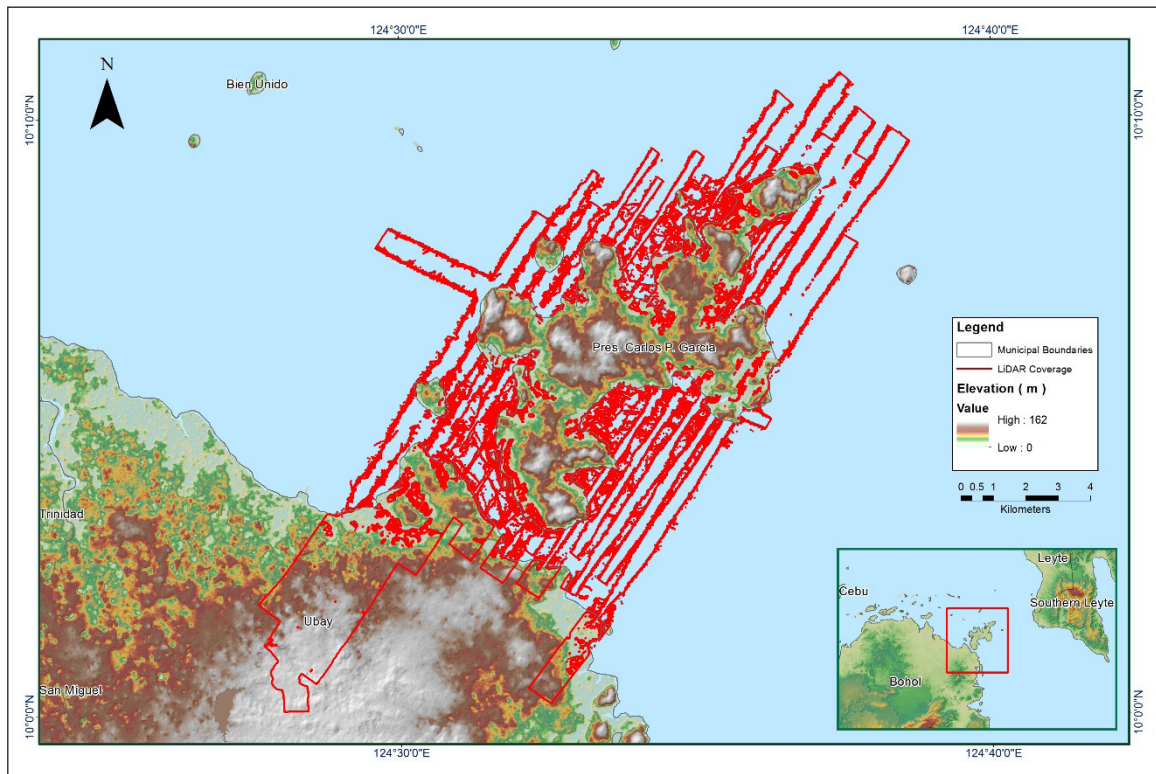 124°30'0"E
124°40'0"E
N
Bien Unido
10°10'0"N
10°10'0"N
Pres. Carlos P. Garcia
Legend
Municipal Boundaries
LiDAR Coverage
Elevation ( m )
Value
High : 162
Low : 0
0 0.5 1 2 3 4
Kilometers
Trinidad
Ubay
San Miguel
Leyte
Cebu
Southern Leyte
Bohol
10°0'0"N
10°0'0"N
124°30'0"E
124°40'0"E